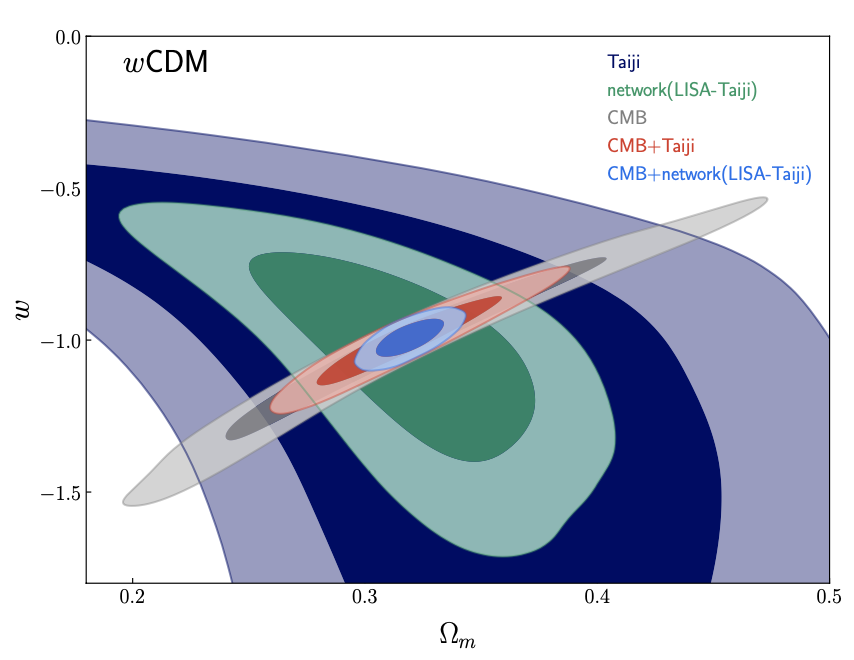 wCDM
Taiji
network(LISA-Taiji)
CMB
CMB+Taiji
CMB+network(LISA-Taiji)
0.0
−0.5
−1.0
−1.5
w
0.2 0.3 0.4 0.5
Ωm